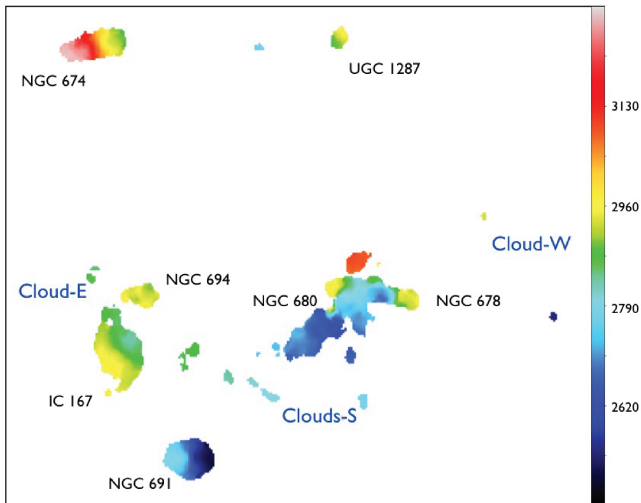 NGC 674
UGC 1287
3130
2960
Cloud-W
NGC 694
Cloud-E
NGC 680
NGC 678
2790
IC 167
2620
Clouds-S
NGC 691